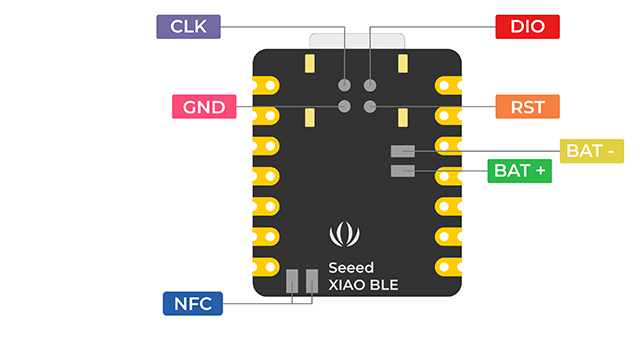 CLK
DIO
GND
RST
BAT -
BAT +
Seeed
XIAO BLE
NFC